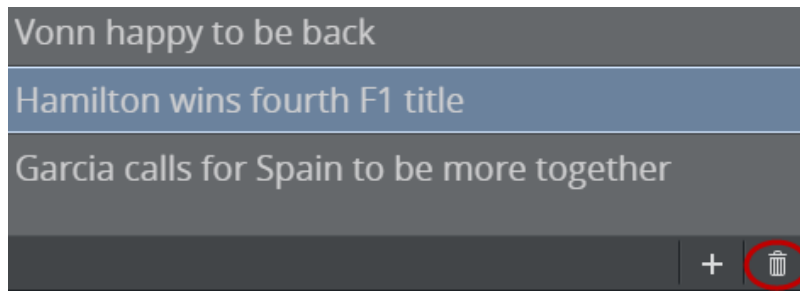 Vonn happy to be back
Hamilton wins fourth F1 title
Garcia calls for Spain to be more together